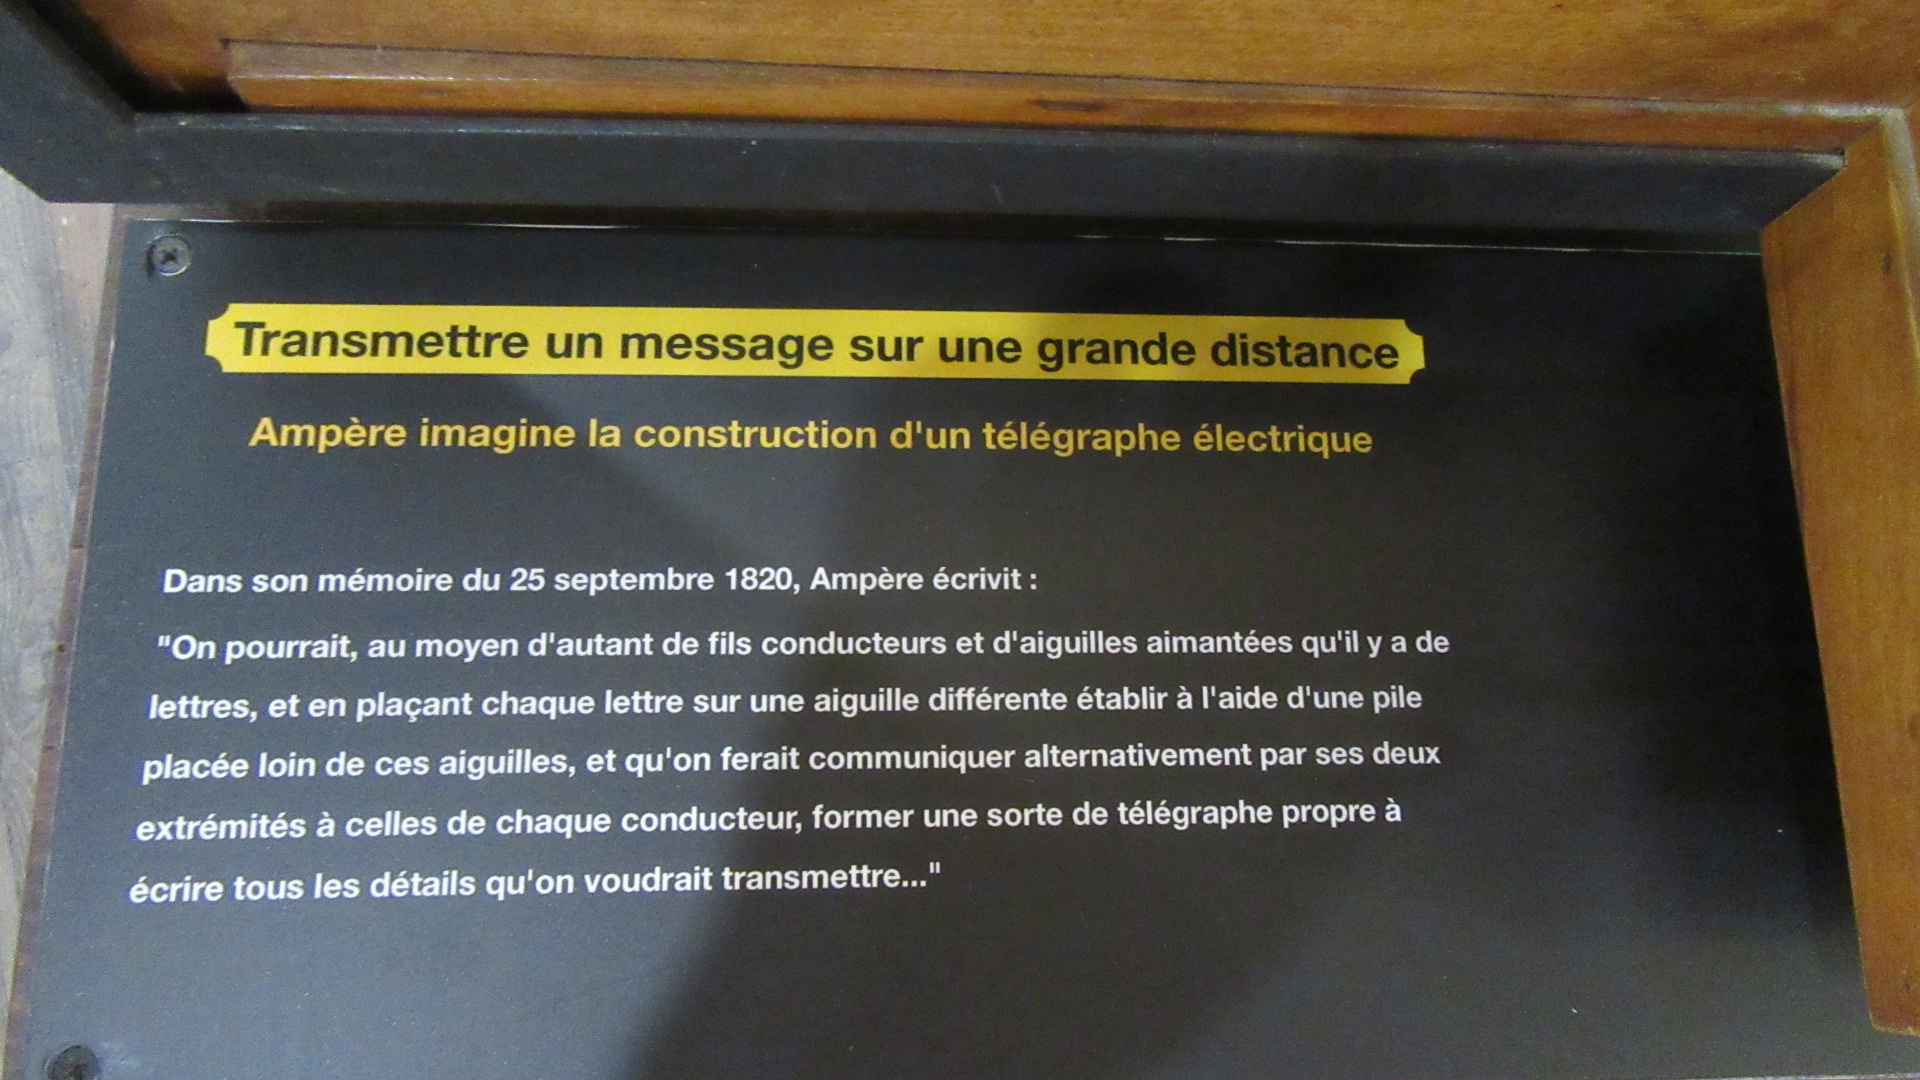 Transmettre un message sur une grande distance
Ampère imagine la construction d'un télégraphe électrique
Dans son mémoire du 25 septembre 1820, Ampère écrivit :
"On pourrait, au moyen d'autant de fils conducteurs et d'aiguilles aimantées qu'il y a de
lettres, et en plaçant chaque lettre sur une aiguille différente établir à l'aide d'une pile
placée loin de ces aiguilles, et qu'on ferait communiquer alternativement par ses deux
extrémités à celles de chaque conducteur, former une sorte de télégraphe propre à
écrire tous les détails qu'on voudrait transmettre..."